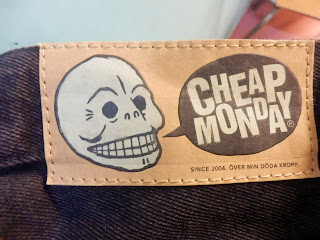 CHEAP
MONDAY®
SINCE 2004. ÖVER MIN DÖDA KROPP.